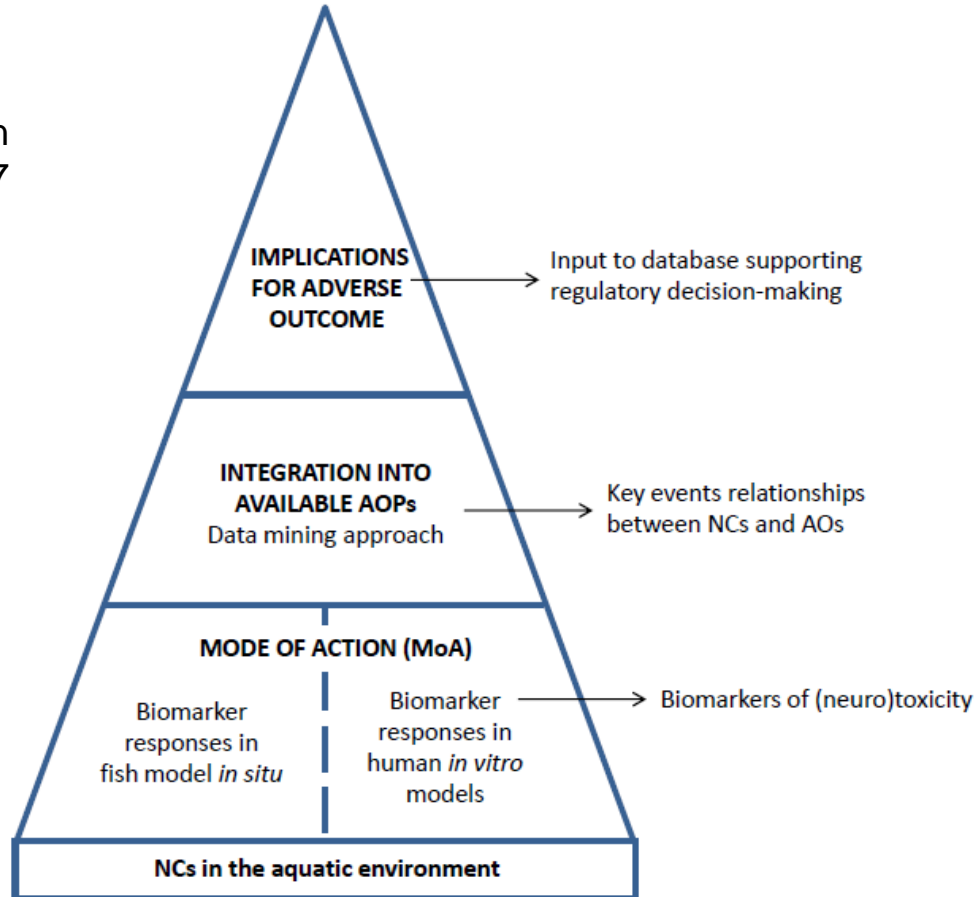 n
7
IMPLICATIONS
FOR ADVERSE
OUTCOME
Input to database supporting
regulatory decision-making
INTEGRATION INTO
AVAILABLE AOPs
Data mining approach
Key events relationships
between NCs and AOs
MODE OF ACTION (MoA)
Biomarker
responses in
fish model in situ
Biomarker
responses in
human in vitro
models
Biomarkers of (neuro)toxicity
NCs in the aquatic environment